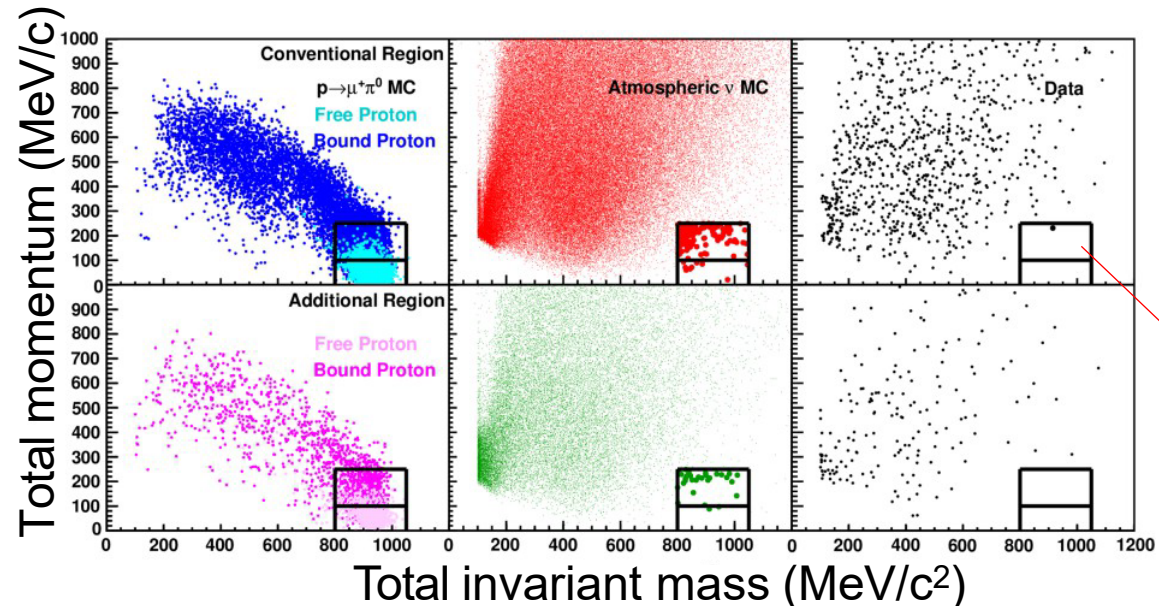 Total momentum (MeV/c)
1000
900
800
700
600
500
400
300
200
100
0
Conventional Region
p→μ⁺π⁰ MC
Free Proton
Bound Proton
Atmospheric ν MC
Data
900
800
700
600
500
400
300
200
100
0
Additional Region
Free Proton
Bound Proton
0 200 400 600 800 1000 0 200 400 600 800 1000 0 200 400 600 800 1000 1200
Total invariant mass (MeV/c²)